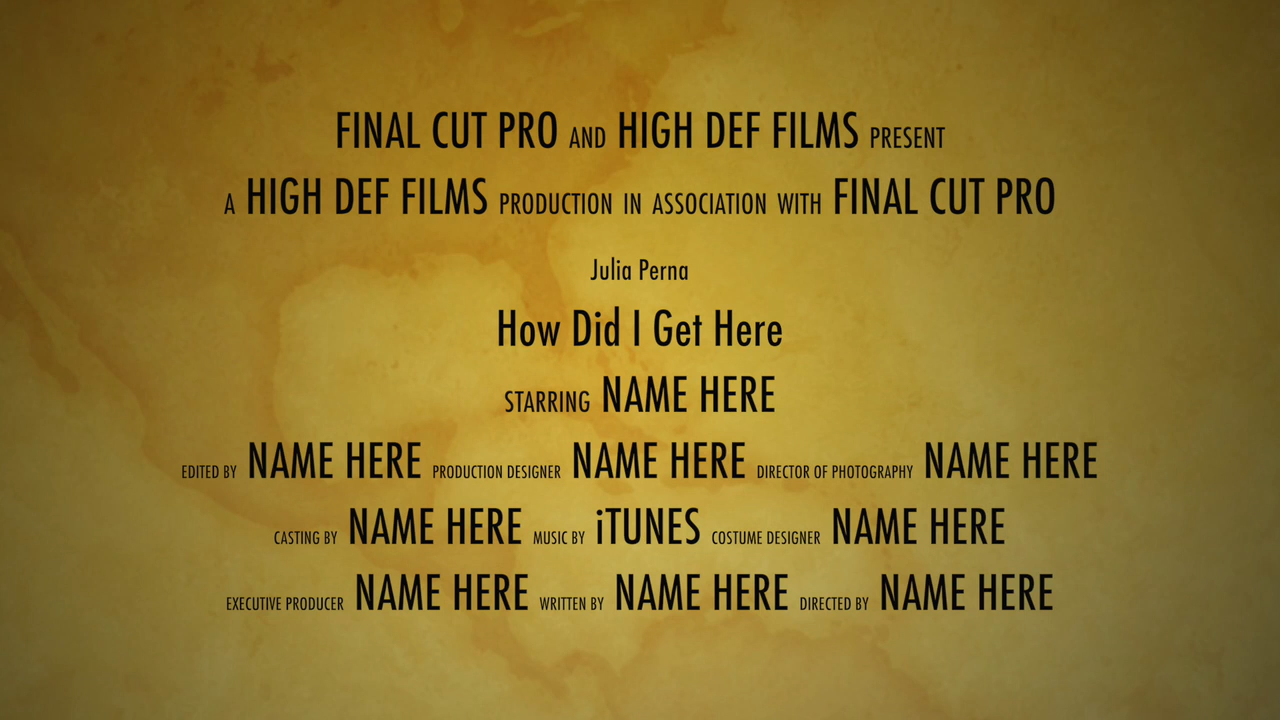 FINAL CUT PRO AND HIGH DEF FILMS PRESENT
A HIGH DEF FILMS PRODUCTION IN ASSOCIATION WITH FINAL CUT PRO
Julia Perna
How Did I Get Here
STARRING NAME HERE
EDITED BY NAME HERE PRODUCTION DESIGNER NAME HERE DIRECTOR OF PHOTOGRAPHY NAME HERE
CASTING BY NAME HERE MUSIC BY iTUNES COSTUME DESIGNER NAME HERE
EXECUTIVE PRODUCER NAME HERE WRITTEN BY NAME HERE DIRECTED BY NAME HERE